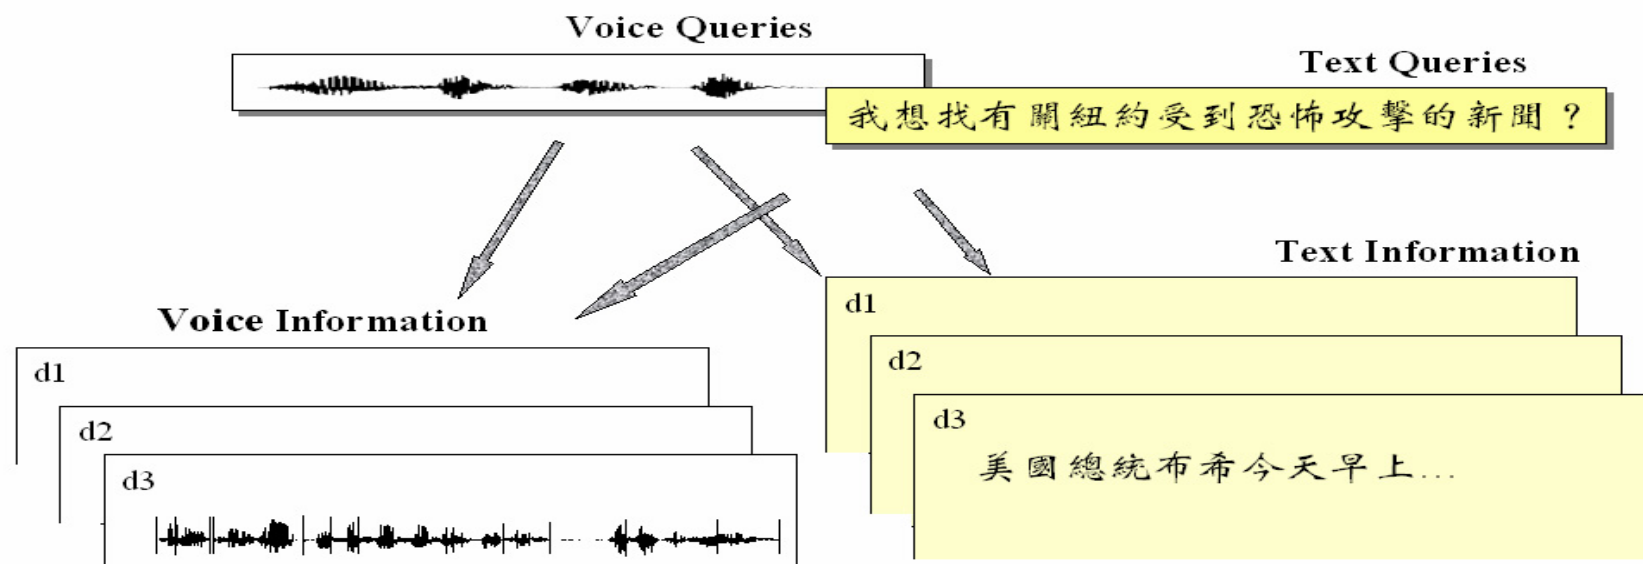 Voice Queries
Text Queries
我想找有關紐約受到恐怖攻擊的新聞？
Text Information
Voice Information
d1
d2
d3
d1
d2
d3
美國總統布希今天早上...